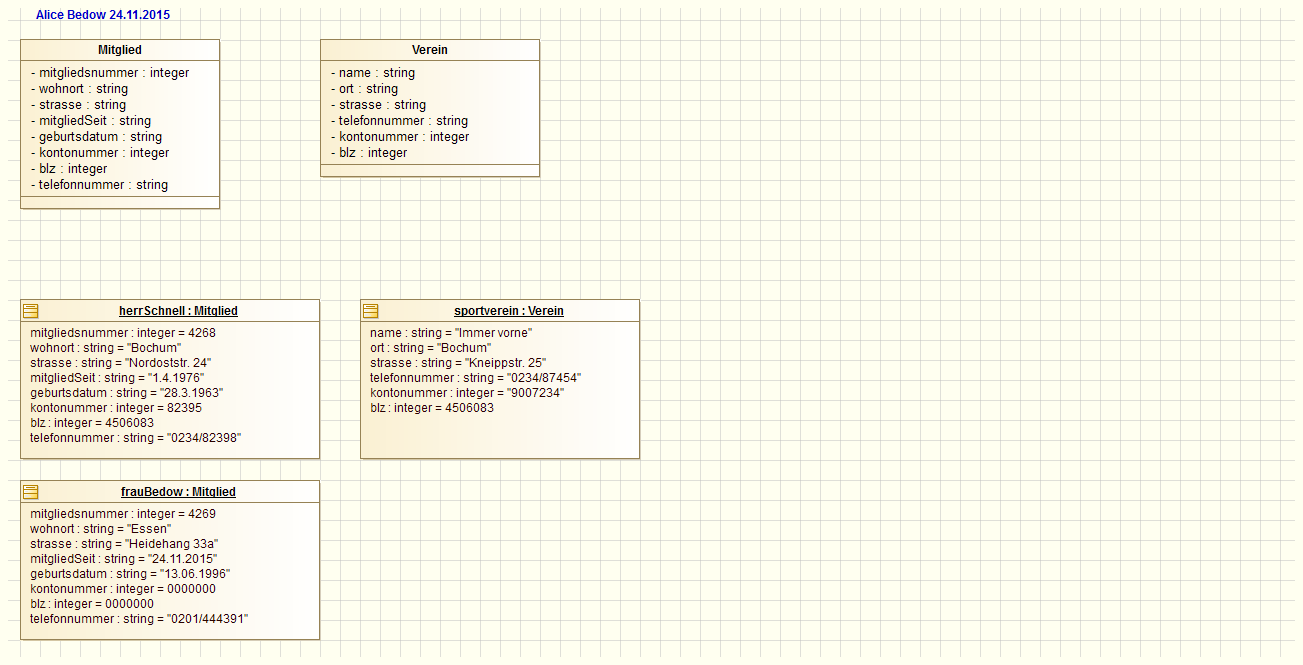 Alice Bedow 24.11.2015
Mitglied
- mitgliedsnummer : integer
- wohnort : string
- strasse : string
- mitgliedSeit : string
- geburtsdatum : string
- kontonummer : integer
- blz : integer
- telefonnummer : string
Verein
- name : string
- ort : string
- strasse : string
- telefonnummer : string
- kontonummer : integer
- blz : integer
herrSchnell : Mitglied
mitgliedsnummer : integer = 4268
wohnort : string = "Bochum"
strasse : string = "Nordoststr. 24"
mitgliedSeit : string = "1.4.1976"
geburtsdatum : string = "28.3.1963"
kontonummer : integer = 82395
blz : integer = 4506083
telefonnummer : string = "0234/82398"
sportverein : Verein
name : string = "Immer vorne"
ort : string = "Bochum"
strasse : string = "Kneippstr. 25"
telefonnummer : string = "0234/87454"
kontonummer : integer = "9007234"
blz : integer = 4506083
frauBedow : Mitglied
mitgliedsnummer : integer = 4269
wohnort : string = "Essen"
strasse : string = "Heidehang 33a"
mitgliedSeit : string = "24.11.2015"
geburtsdatum : string = "13.06.1996"
kontonummer : integer = 0000000
blz : integer = 0000000
telefonnummer : string = "0201/444391"